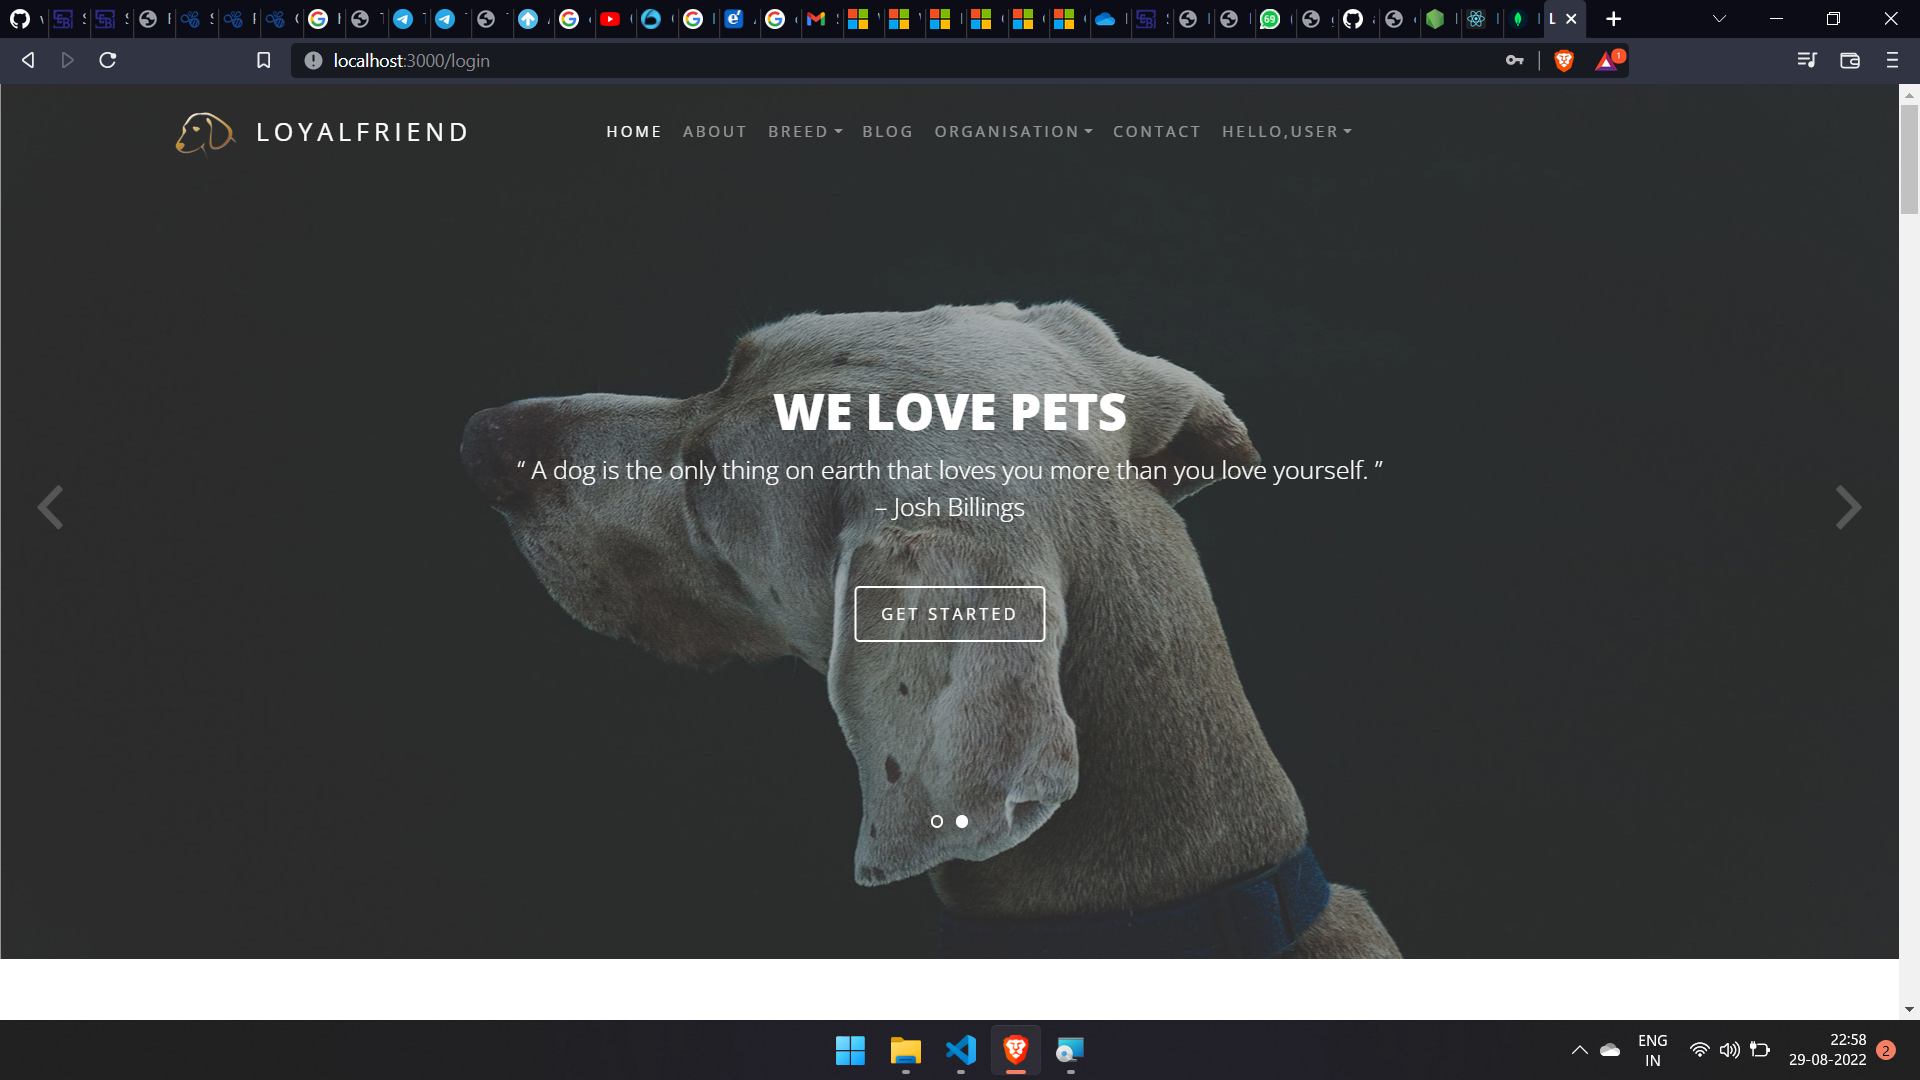 localhost:3000/login
1
LOYALFRIEND
HOME ABOUT BREED BLOG ORGANISATION CONTACT HELLO,USER
WE LOVE PETS
“ A dog is the only thing on earth that loves you more than you love yourself. ”
– Josh Billings
GET STARTED
ENG
IN
22:58
29-08-2022
2